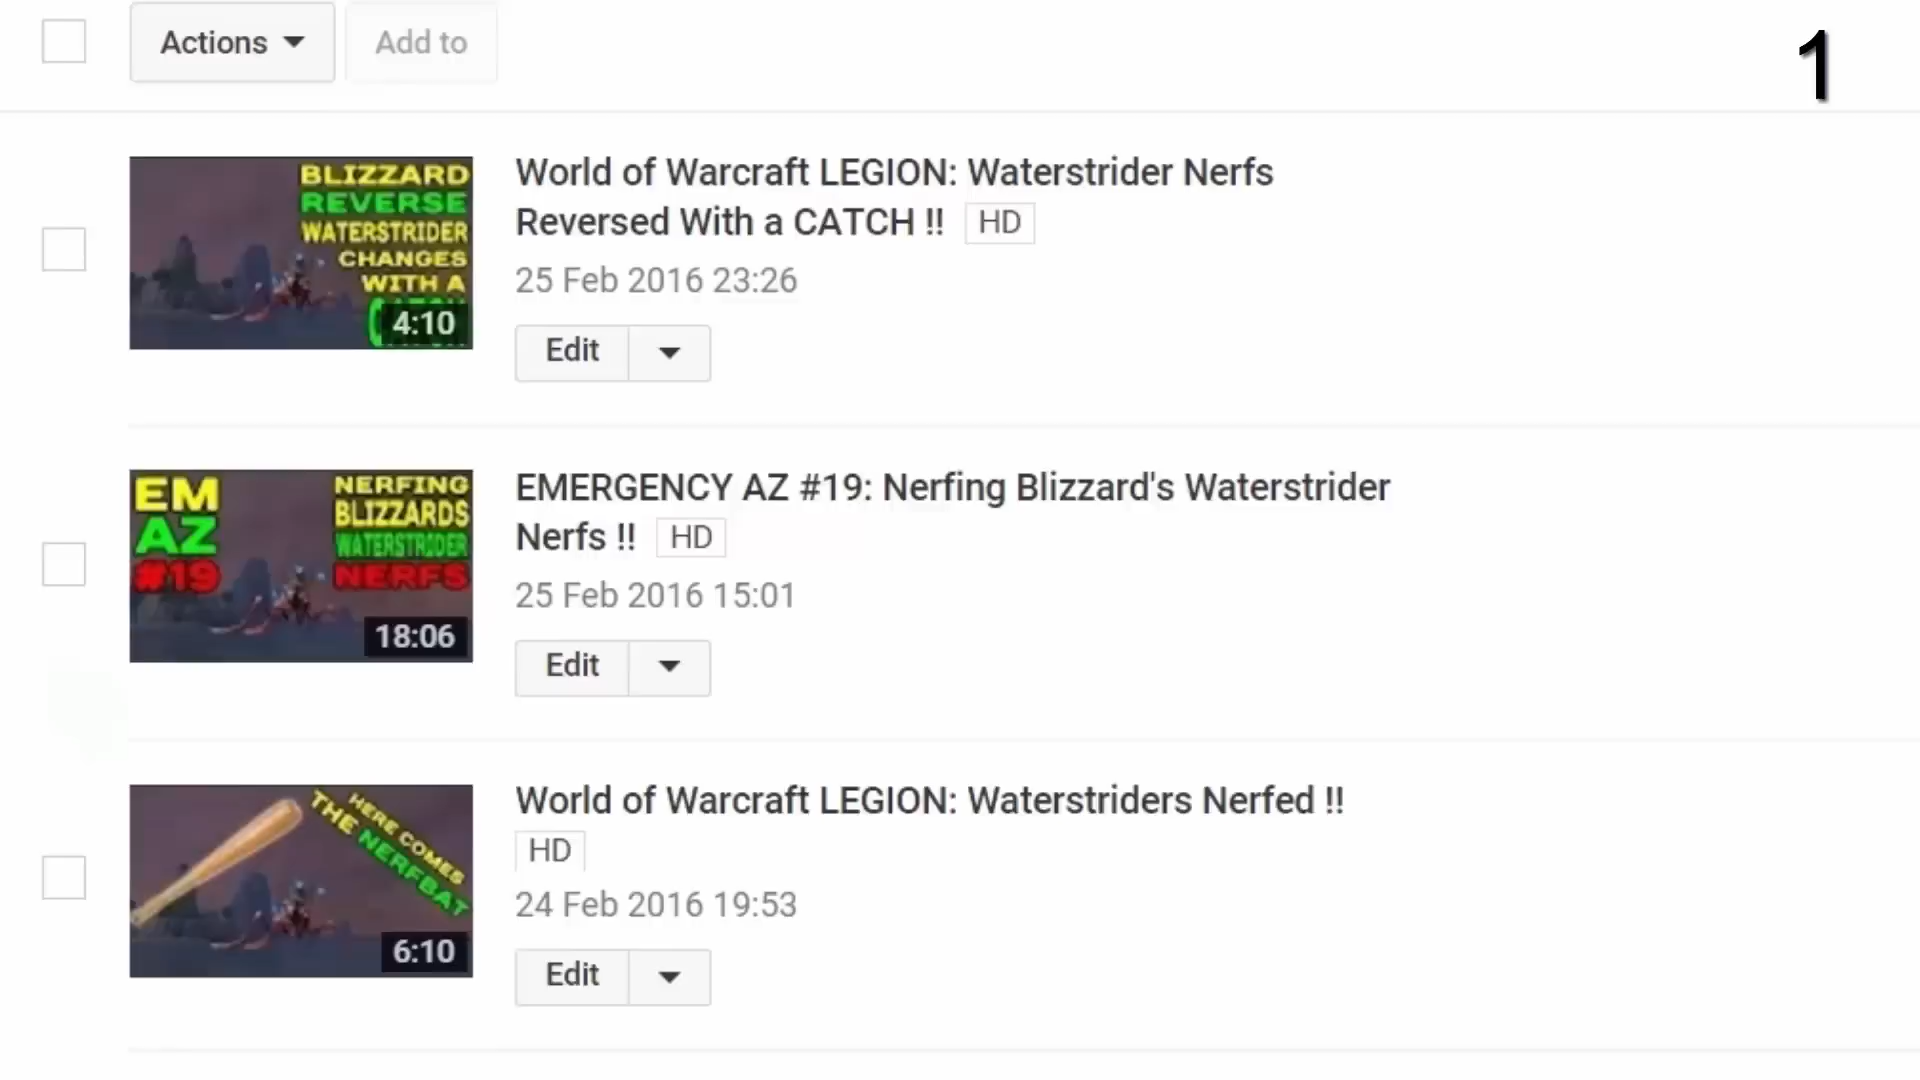 Actions
Add to
1
BLIZZARD
REVERSE
WATERSTRIDER
CHANGES
WITH A
4:10
World of Warcraft LEGION: Waterstrider Nerfs
Reversed With a CATCH !! HD
25 Feb 2016 23:26
Edit
EM
AZ
#19
NERFING
BLIZZARDS
WATERSTRIDER
NERFS
18:06
EMERGENCY AZ #19: Nerfing Blizzard's Waterstrider
Nerfs !! HD
25 Feb 2016 15:01
Edit
HERE COMES
THE NERFBAT
6:10
World of Warcraft LEGION: Waterstriders Nerfed !!
HD
24 Feb 2016 19:53
Edit